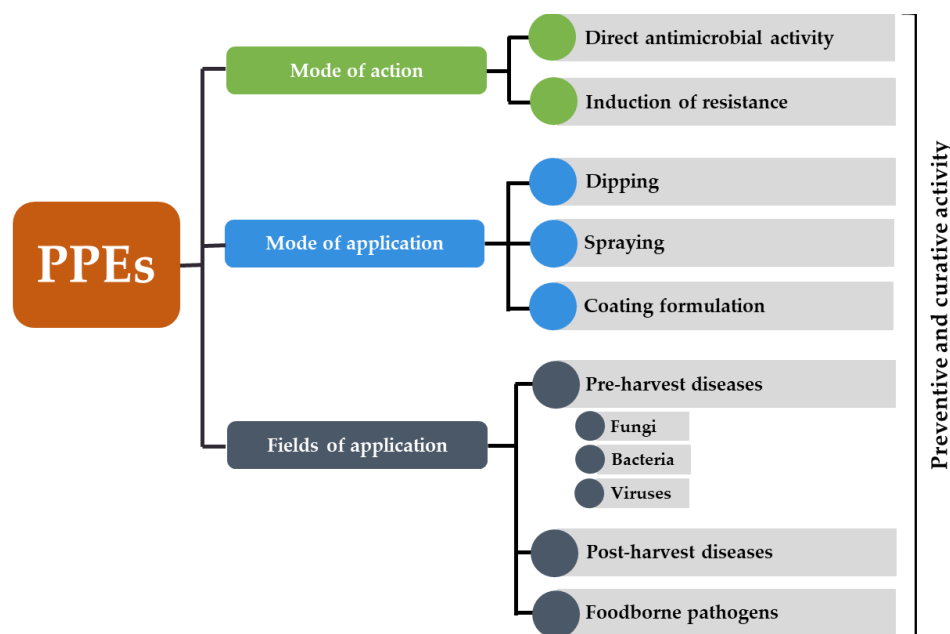 PPEs
Mode of action
Direct antimicrobial activity
Induction of resistance
Mode of application
Dipping
Spraying
Coating formulation
Fields of application
Pre-harvest diseases
Fungi
Bacteria
Viruses
Post-harvest diseases
Foodborne pathogens
Preventive and curative activity